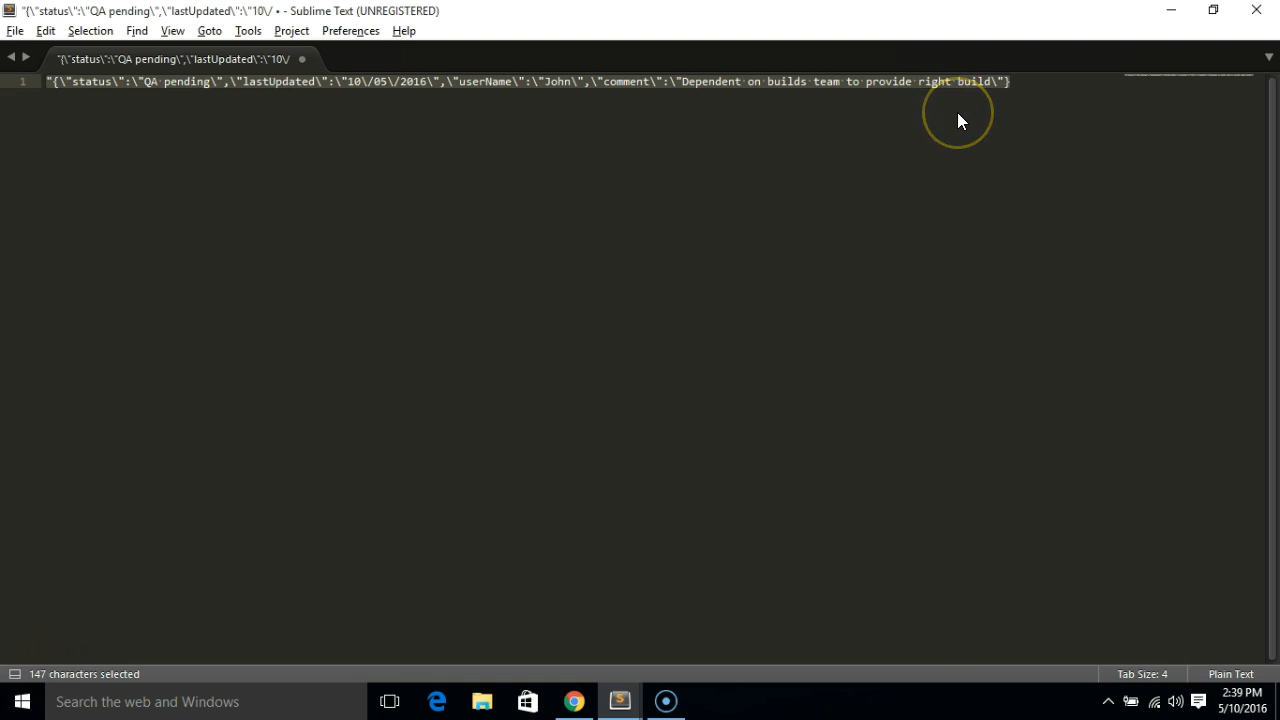 "{\"status\":\"QA pending\",\"lastUpdated\":\"10\/ • - Sublime Text (UNREGISTERED)
File Edit Selection Find View Goto Tools Project Preferences Help
"{\"status\":\"QA pending\",\"lastUpdated\":\"10\/
1 "{\"status\":\"QA pending\",\"lastUpdated\":\"10\/05\/2016\",\"userName\":\"John\",\"comment\":\"Dependent on builds team to provide right build\"}
147 characters selected Tab Size: 4 Plain Text
Search the web and Windows
2:39 PM
5/10/2016